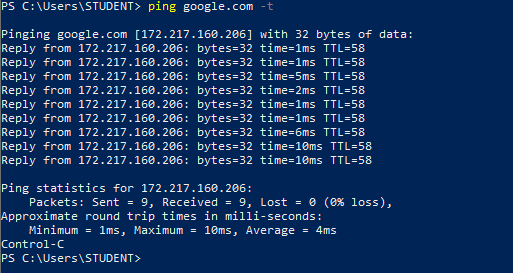 PS C:\Users\STUDENT> ping google.com -t
Pinging google.com [172.217.160.206] with 32 bytes of data:
Reply from 172.217.160.206: bytes=32 time=1ms TTL=58
Reply from 172.217.160.206: bytes=32 time=1ms TTL=58
Reply from 172.217.160.206: bytes=32 time=5ms TTL=58
Reply from 172.217.160.206: bytes=32 time=2ms TTL=58
Reply from 172.217.160.206: bytes=32 time=1ms TTL=58
Reply from 172.217.160.206: bytes=32 time=1ms TTL=58
Reply from 172.217.160.206: bytes=32 time=6ms TTL=58
Reply from 172.217.160.206: bytes=32 time=10ms TTL=58
Reply from 172.217.160.206: bytes=32 time=10ms TTL=58
Ping statistics for 172.217.160.206:
Packets: Sent = 9, Received = 9, Lost = 0 (0% loss),
Approximate round trip times in milli-seconds:
Minimum = 1ms, Maximum = 10ms, Average = 4ms
Control-C
PS C:\Users\STUDENT>